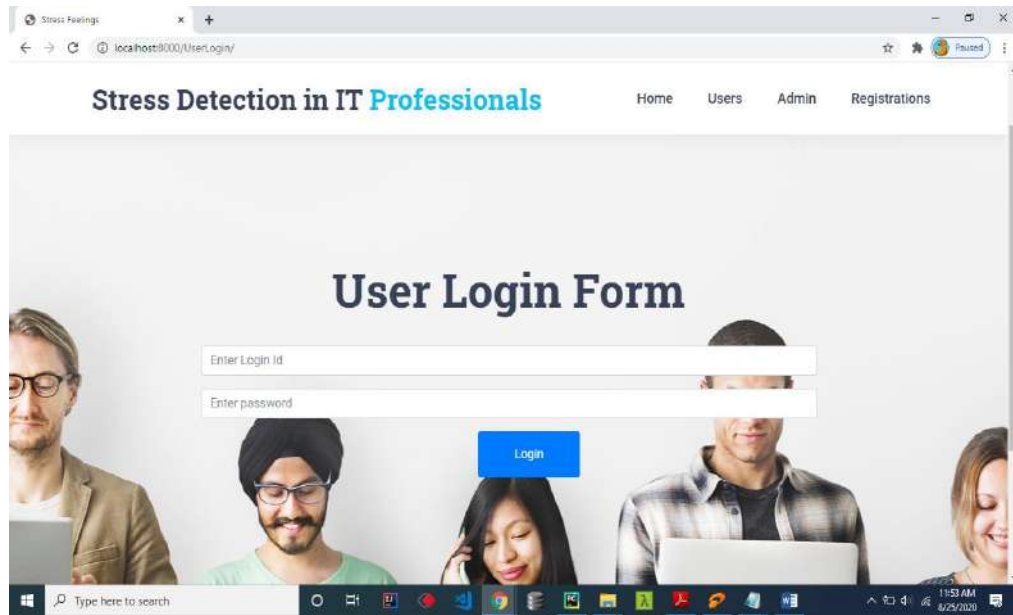 Stress Feelings
localhost:8000/UserLogin/
Paused
Stress Detection in IT Professionals
Home
Users
Admin
Registrations
User Login Form
Enter Login Id
Enter password
Login
Type here to search
11:53 AM
8/25/2020